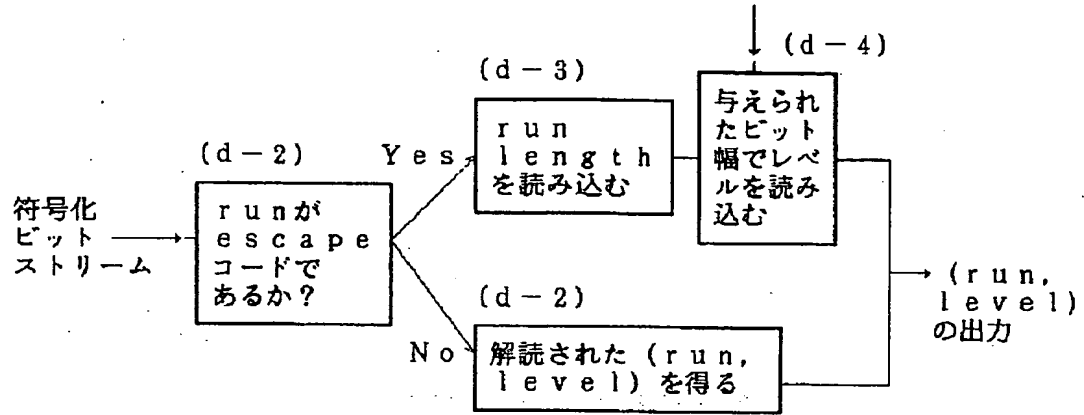 符号化
ビット
ストリーム
(d-2)
runが
escape
コードで
あるか?
Yes
(d-3)
run
length
を読み込む
(d-4)
与えられ
たビット
幅でレベ
ルを読み
込む
No
(d-2)
解読された (run,
level) を得る
(run,
level)
の出力